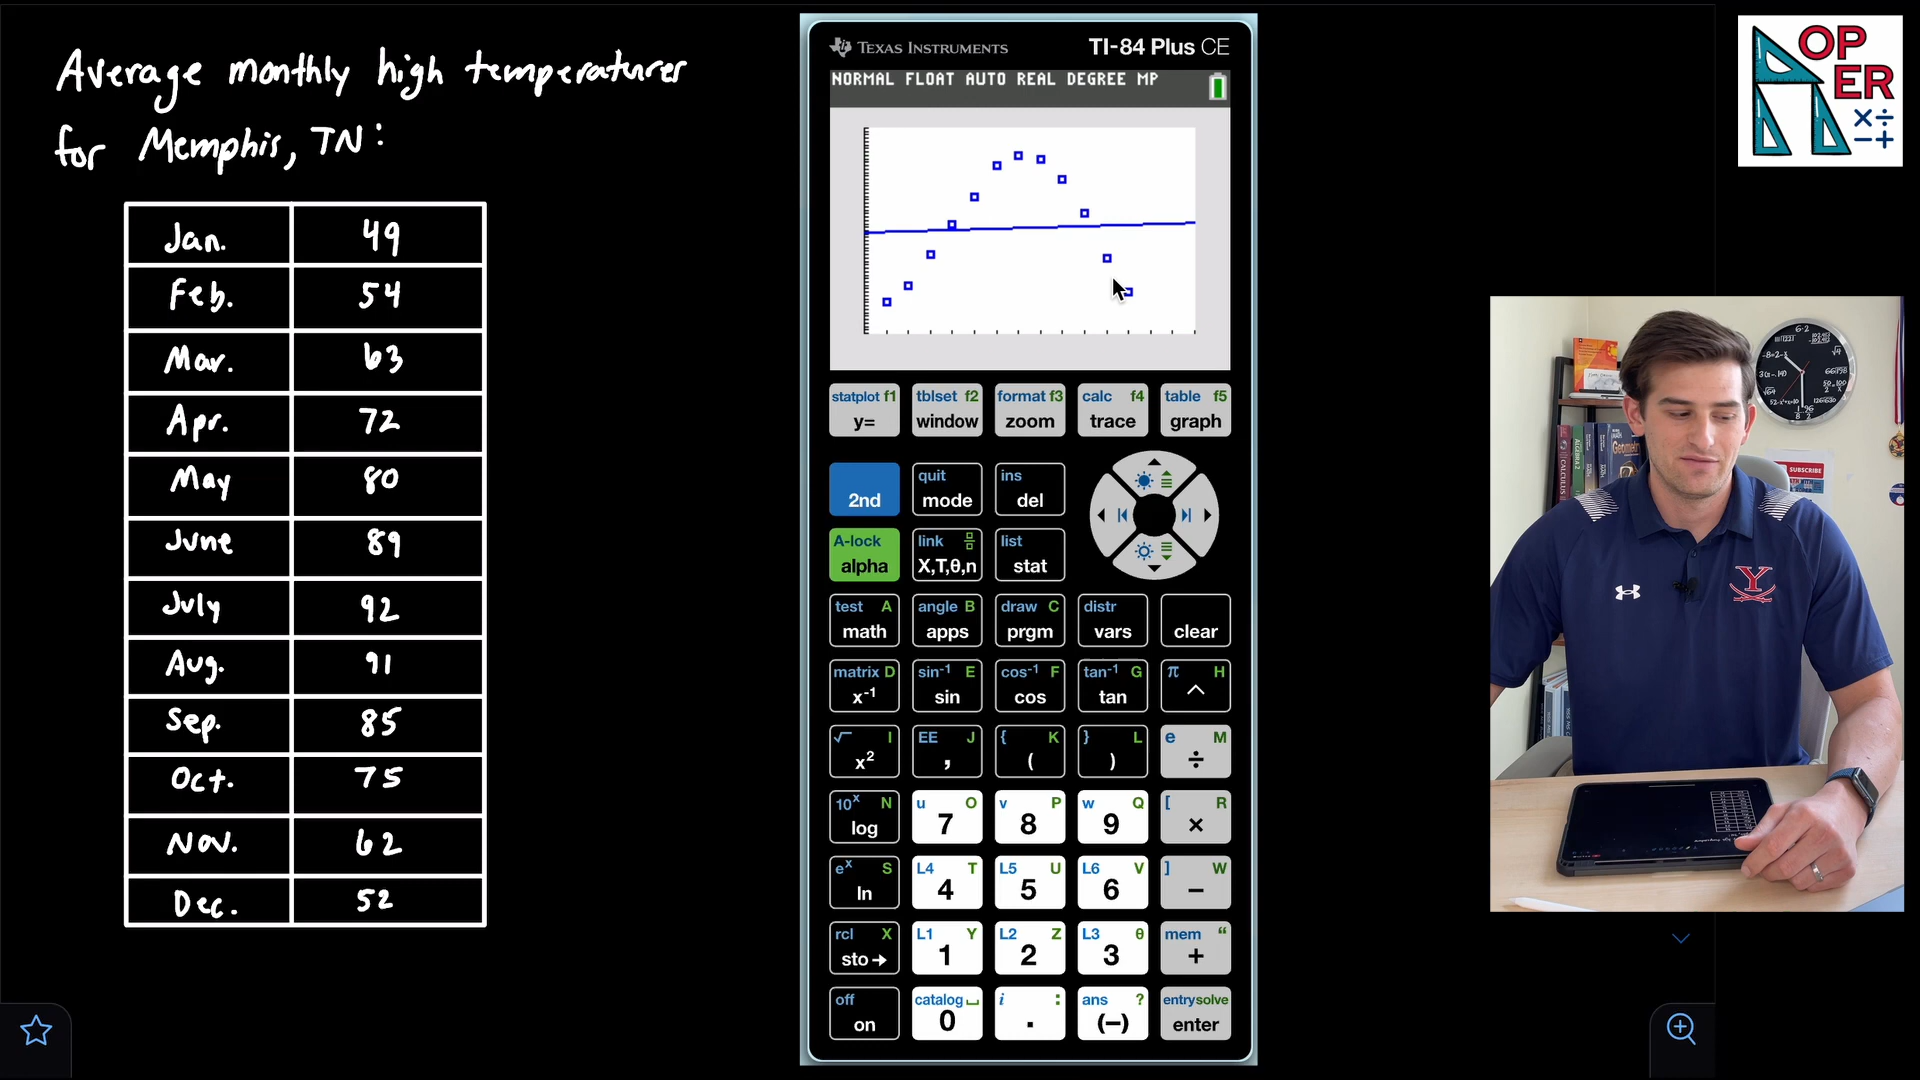 Average monthly high temperatures
for Memphis, TN:
Jan. 49
Feb. 54
Mar. 63
Apr. 72
May 80
June 89
July 92
Aug. 91
Sep. 85
Oct. 75
Nov. 62
Dec. 52
TEXAS INSTRUMENTS TI-84 Plus CE
NORMAL FLOAT AUTO REAL DEGREE MP
statplot f1 tblset f2 format f3 calc f4 table f5
y= window zoom trace graph
quit ins
2nd mode del
A-lock link list
alpha X,T,θ,n stat
test A angle B draw C distr
math apps prgm vars clear
matrix D sin⁻¹ E cos⁻¹ F tan⁻¹ G π H
x⁻¹ sin cos tan ^
√ I EE J { K } L e M
x² , ( ) ÷
10ˣ N u O v P w Q [ R
log 7 8 9 ×
eˣ S L4 T L5 U L6 V ] W
ln 4 5 6 −
rcl X L1 Y L2 Z L3 θ mem “
sto→ 1 2 3 +
off catalog i : ans ? entry solve
on 0 . (−) enter
OP
ER
×÷
−+
SUBSCRIBE
CALCULUS
ALGEBRA 2
Geometry
Y